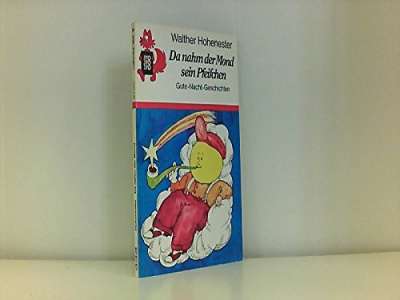 Walther Hohenester
Da nahm der Mond
sein Pfeifchen
Gute-Nacht-Geschichten